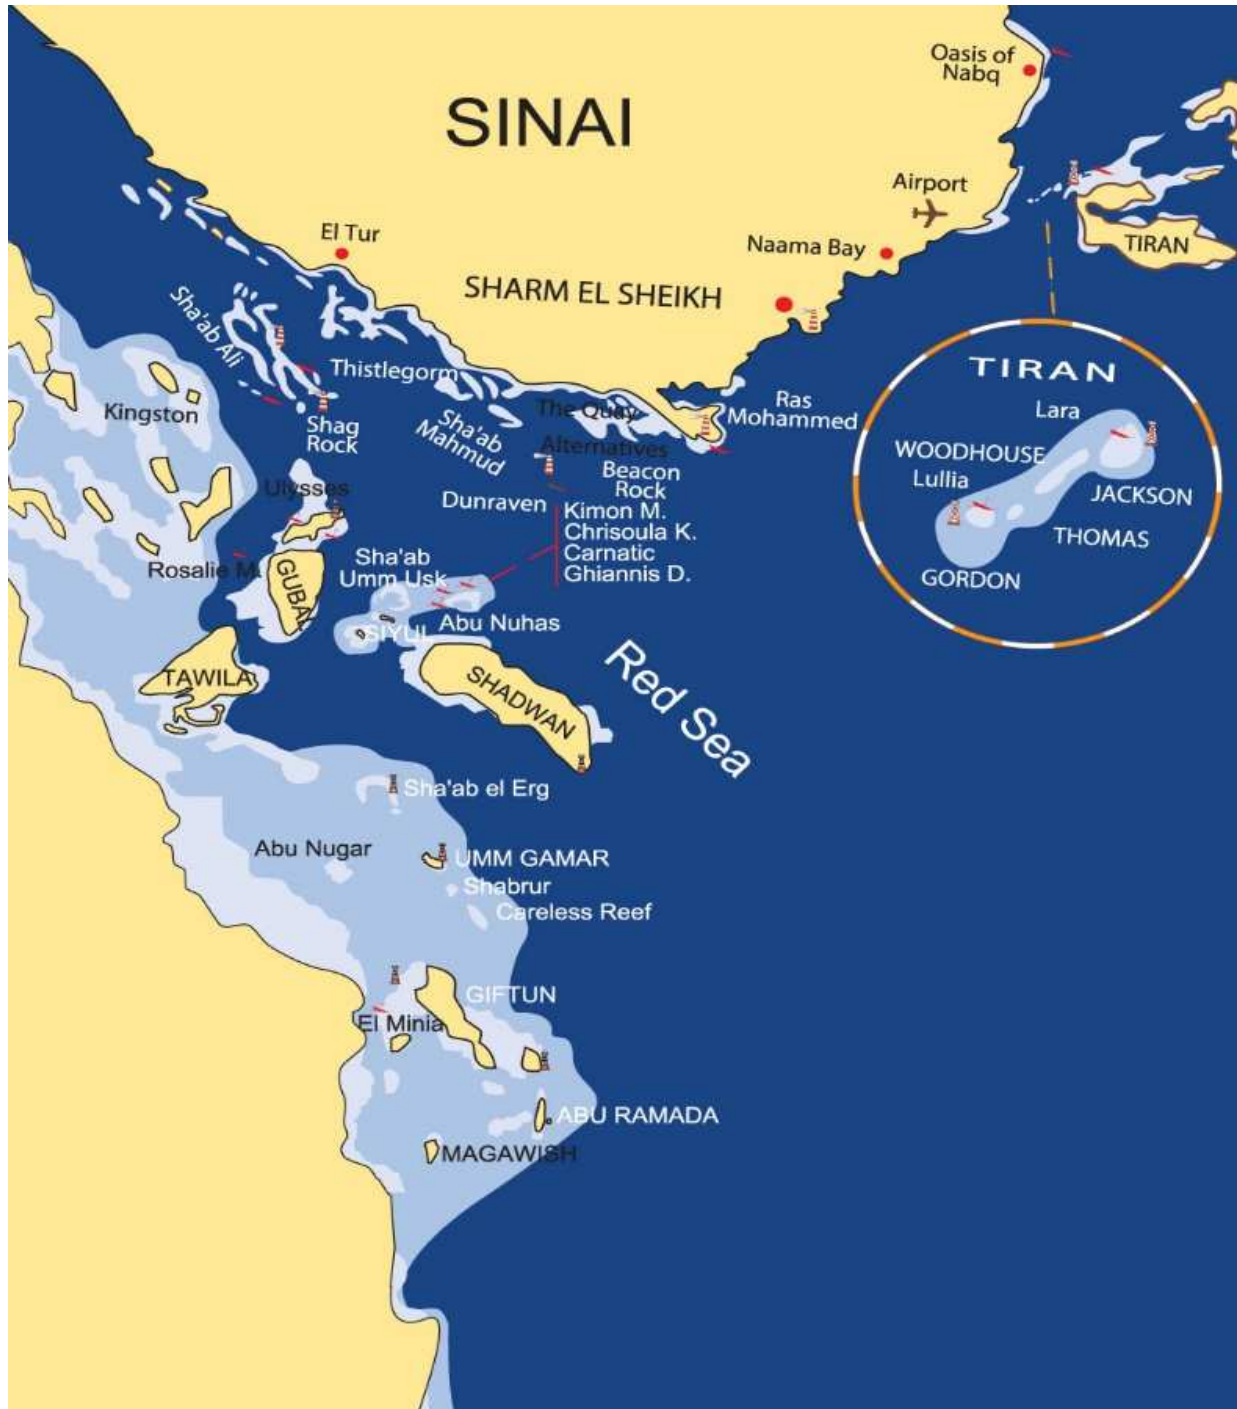 Oasis of
Nabq
SINAI
Airport
El Tur
Naama Bay
TIRAN
SHARM EL SHEIKH
Sha'ab Ali
Thistlegorm
TIRAN
Kingston
The Quay
Ras
Mohammed
Lara
Shag
Rock
Sha'ab
Mahmud
Alternatives
WOODHOUSE
Beacon
Rock
Lullia
JACKSON
Ulysses
Dunraven
Kimon M.
Chrisoula K.
Carnatic
Ghiannis D.
THOMAS
GORDON
Rosalie M.
GUBAL
Sha'ab
Umm Usk
Abu Nuhas
SIYUL
TAWILA
SHADWAN
Red Sea
Sha'ab el Erg
Abu Nugar
UMM GAMAR
Shabrur
Careless Reef
GIFTUN
El Minia
ABU RAMADA
MAGAWISH